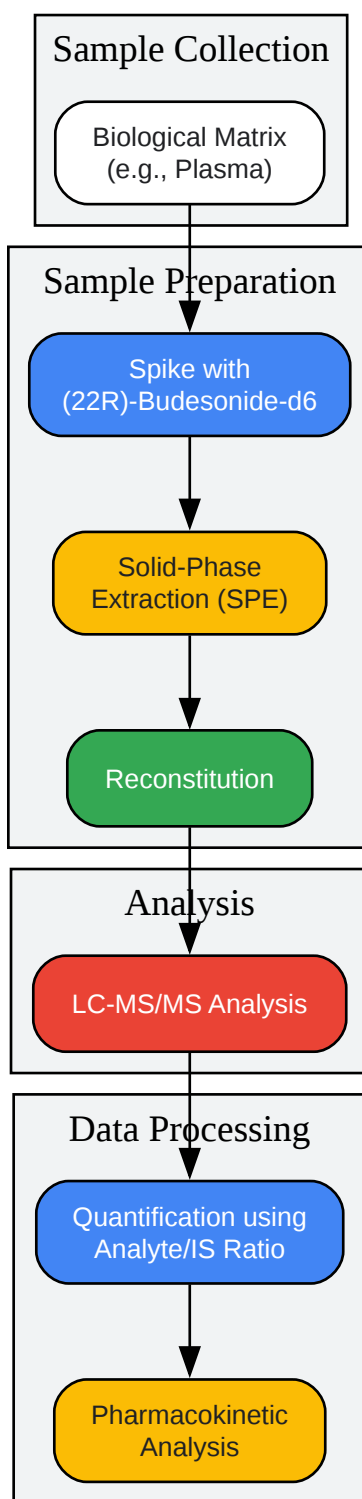 Sample Collection
Biological Matrix
(e.g., Plasma)
Sample Preparation
Spike with
(22R)-Budesonide-d6
Solid-Phase
Extraction (SPE)
Reconstitution
Analysis
LC-MS/MS Analysis
Data Processing
Quantification using
Analyte/IS Ratio
Pharmacokinetic
Analysis